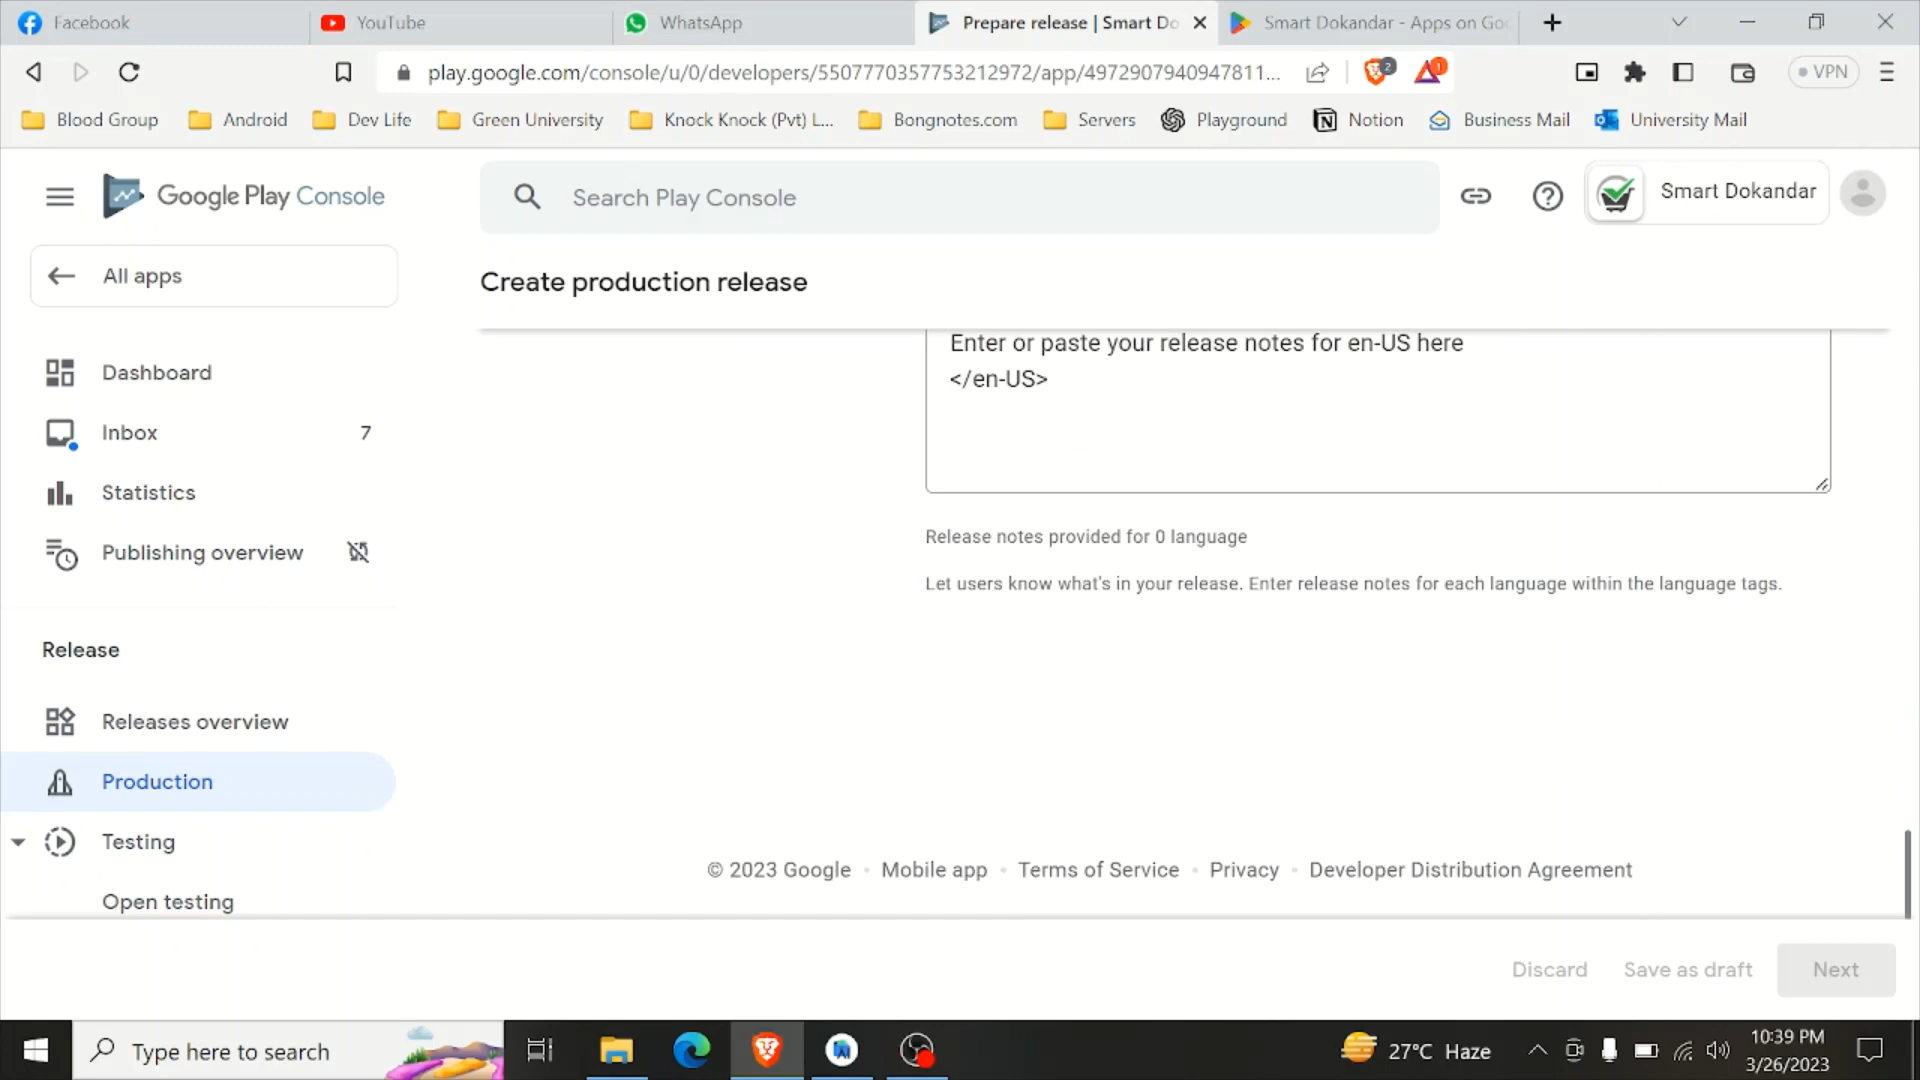 Facebook
YouTube
WhatsApp
Prepare release | Smart Do
Smart Dokandar - Apps on Goo
play.google.com/console/u/0/developers/5507770357753212972/app/4972907940947811...
2
1
VPN
Blood Group
Android
Dev Life
Green University
Knock Knock (Pvt) L...
Bongnotes.com
Servers
Playground
Notion
Business Mail
University Mail
Google Play Console
Search Play Console
Smart Dokandar
All apps
Create production release
Enter or paste your release notes for en-US here
</en-US>
Dashboard
Inbox
7
Statistics
Publishing overview
Release notes provided for 0 language
Let users know what's in your release. Enter release notes for each language within the language tags.
Release
Releases overview
Production
Testing
Open testing
© 2023 Google
Mobile app
Terms of Service
Privacy
Developer Distribution Agreement
Discard
Save as draft
Next
Type here to search
27°C Haze
10:39 PM
3/26/2023